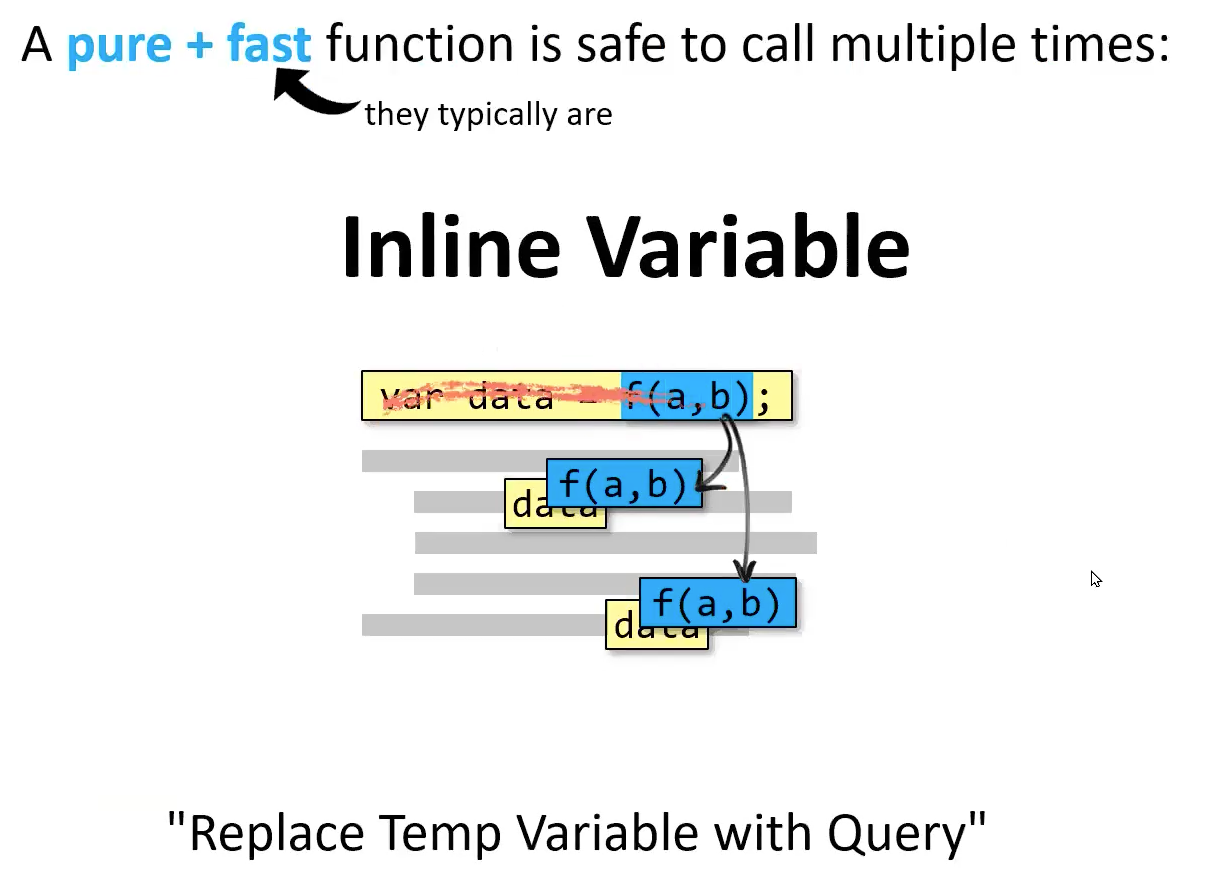 A pure + fast function is safe to call multiple times:
they typically are
Inline Variable
var data = f(a,b);
f(a,b)
data
f(a,b)
data
"Replace Temp Variable with Query"